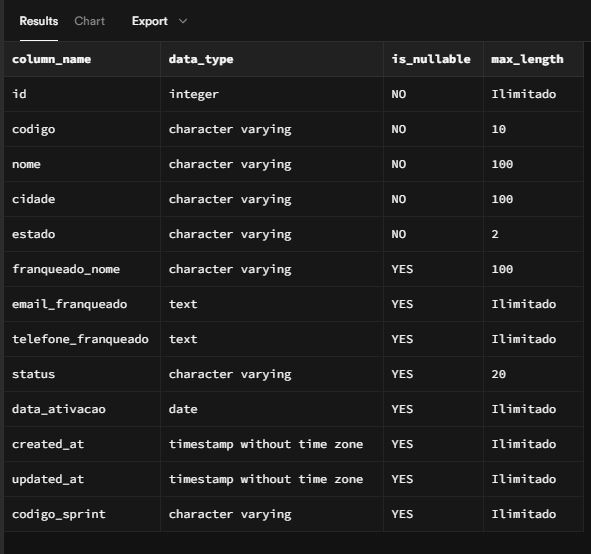 Results Chart Export
column_name data_type is_nullable max_length
id integer NO Ilimitado
codigo character varying NO 10
nome character varying NO 100
cidade character varying NO 100
estado character varying NO 2
franqueado_nome character varying YES 100
email_franqueado text YES Ilimitado
telefone_franqueado text YES Ilimitado
status character varying YES 20
data_ativacao date YES Ilimitado
created_at timestamp without time zone YES Ilimitado
updated_at timestamp without time zone YES Ilimitado
codigo_sprint character varying YES Ilimitado